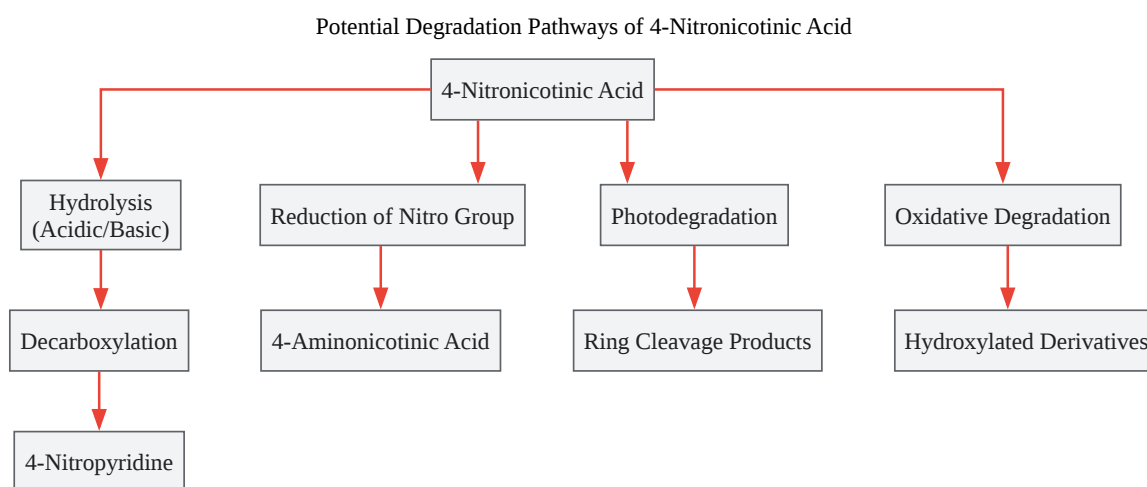 Potential Degradation Pathways of 4-Nitronicotinic Acid
4-Nitronicotinic Acid
Hydrolysis
(Acidic/Basic)
Reduction of Nitro Group
Photodegradation
Oxidative Degradation
Decarboxylation
4-Aminonicotinic Acid
Ring Cleavage Products
Hydroxylated Derivatives
4-Nitropyridine